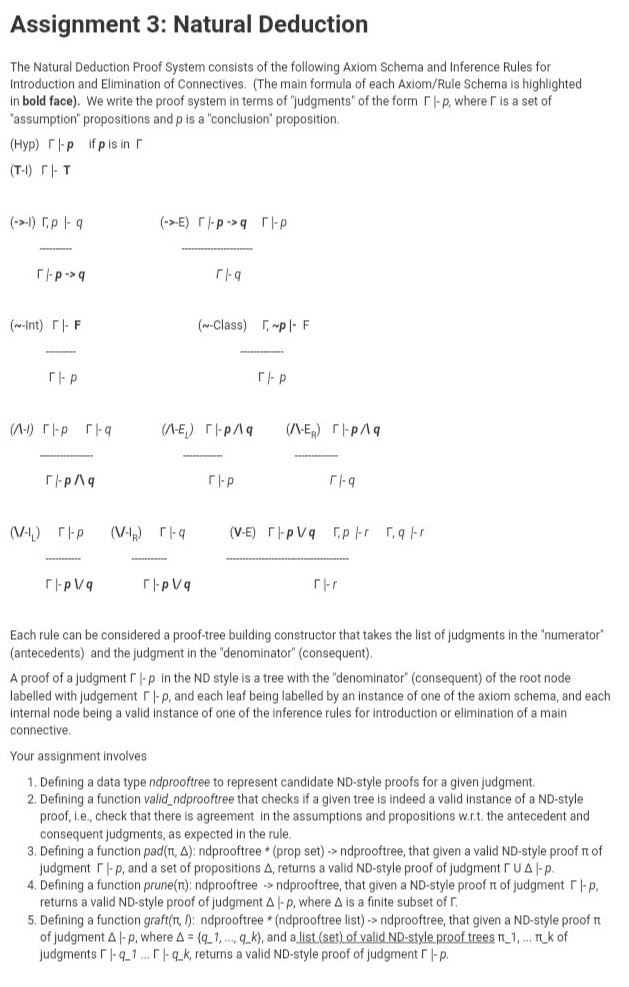 Assignment 3: Natural Deduction
The Natural Deduction Proof System consists of the following Axiom Schema and Inference Rules for
Introduction and Elimination of Connectives. (The main formula of each Axiom/Rule Schema is highlighted
in bold face). We write the proof system in terms of "judgments" of the form Γ |- p, where Γ is a set of
"assumption" propositions and p is a "conclusion" proposition.
(Hyp) Γ |- p if p is in Γ
(T-I) Γ |- T
(->-I) Γ, p |- q (->-E) Γ |- p -> q Γ |- p
---------- ----------------------
Γ |- p -> q Γ |- q
(~-Int) Γ |- F (~-Class) Γ, ~p |- F
--------- -------------
Γ |- p Γ |- p
(/\-I) Γ |- p Γ |- q (/\-E_L) Γ |- p /\ q (/\-E_R) Γ |- p /\ q
---------------- ------------ -------------
Γ |- p /\ q Γ |- p Γ |- q
(V-I_L) Γ |- p (V-I_R) Γ |- q (V-E) Γ |- p \/ q Γ, p |- r Γ, q |- r
---------- ---------- -------------------------------------
Γ |- p \/ q Γ |- p \/ q Γ |- r
Each rule can be considered a proof-tree building constructor that takes the list of judgments in the "numerator"
(antecedents) and the judgment in the "denominator" (consequent).
A proof of a judgment Γ |- p in the ND style is a tree with the "denominator" (consequent) of the root node
labelled with judgement Γ |- p, and each leaf being labelled by an instance of one of the axiom schema, and each
internal node being a valid instance of one of the inference rules for introduction or elimination of a main
connective.
Your assignment involves
1. Defining a data type ndprooftree to represent candidate ND-style proofs for a given judgment.
2. Defining a function valid_ndprooftree that checks if a given tree is indeed a valid instance of a ND-style
proof, i.e., check that there is agreement in the assumptions and propositions w.r.t. the antecedent and
consequent judgments, as expected in the rule.
3. Defining a function pad(π, Δ): ndprooftree * (prop set) -> ndprooftree, that given a valid ND-style proof π of
judgment Γ |- p, and a set of propositions Δ, returns a valid ND-style proof of judgment Γ U Δ |- p.
4. Defining a function prune(π): ndprooftree -> ndprooftree, that given a ND-style proof π of judgment Γ |- p,
returns a valid ND-style proof of judgment Δ |- p, where Δ is a finite subset of Γ.
5. Defining a function graft(π, l): ndprooftree * (ndprooftree list) -> ndprooftree, that given a ND-style proof π
of judgment Δ |- p, where Δ = {q_1, ..., q_k}, and a list (set) of valid ND-style proof trees π_1, ... π_k of
judgments Γ |- q_1 ... Γ |- q_k, returns a valid ND-style proof of judgment Γ |- p.